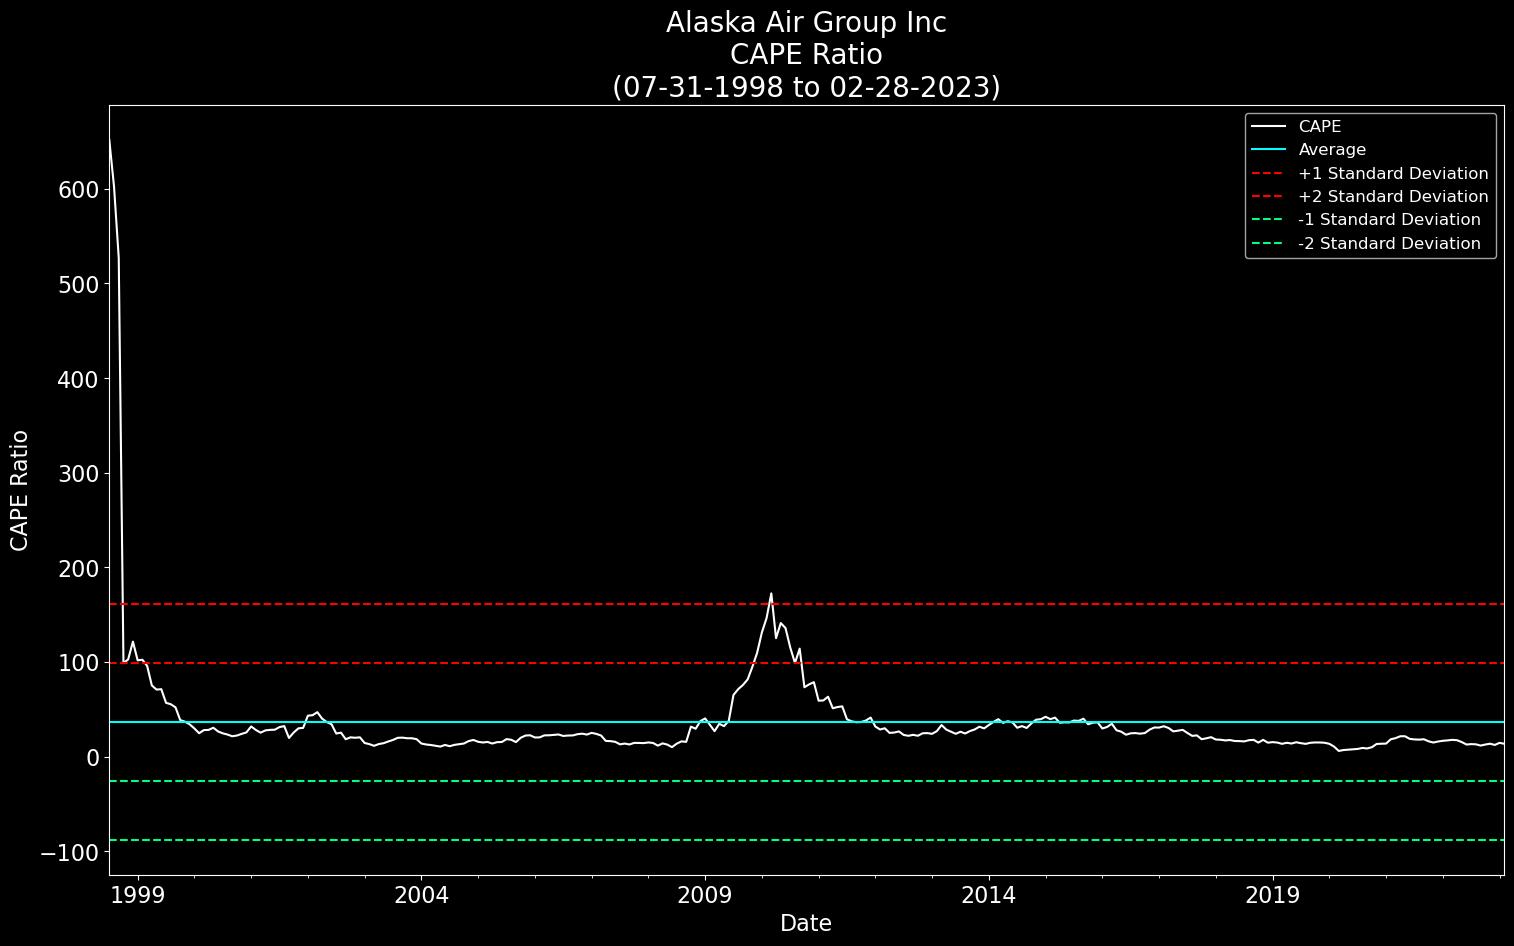 Alaska Air Group Inc
CAPE Ratio
(07-31-1998 to 02-28-2023)
CAPE
Average
+1 Standard Deviation
+2 Standard Deviation
-1 Standard Deviation
-2 Standard Deviation
CAPE Ratio
600
500
400
300
200
100
0
−100
1999
2004
2009
2014
2019
Date